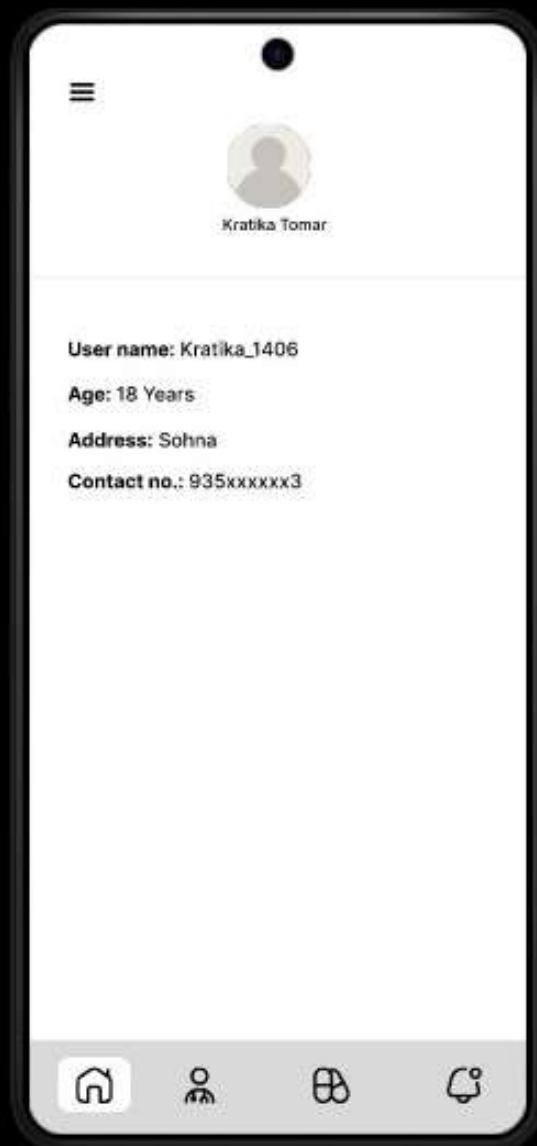 Kratika Tomar
User name: Kratika_1406
Age: 18 Years
Address: Sohna
Contact no.: 935xxxxxx3